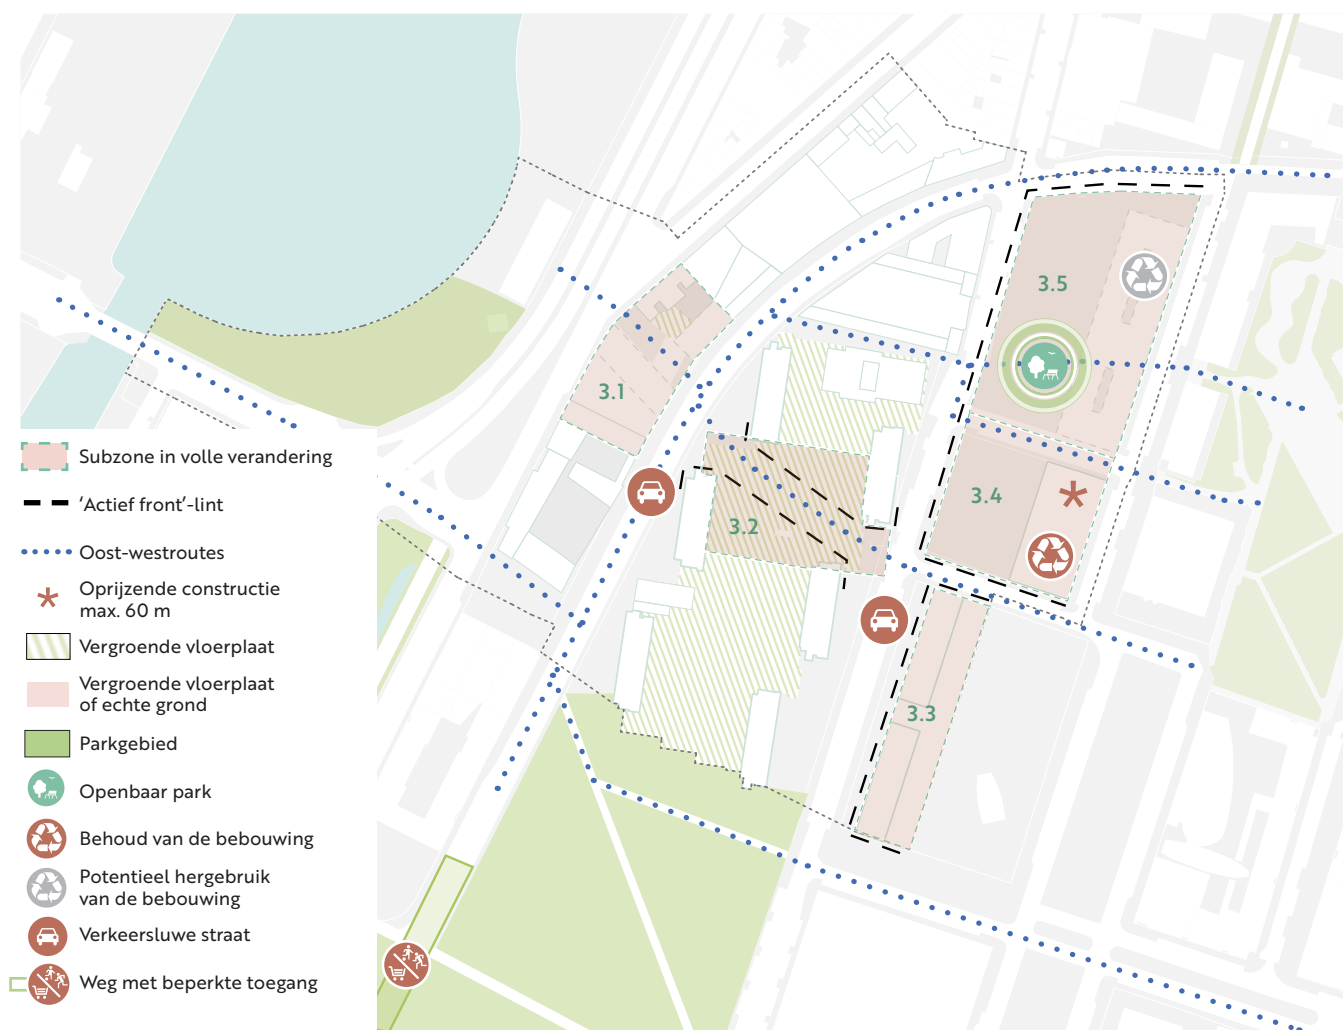 3.5
3.1
3.4
3.2
3.3
Subzone in volle verandering
‘Actief front’-lint
Oost-westroutes
Oprijzende constructie
max. 60 m
Vergroende vloerplaat
Vergroende vloerplaat
of echte grond
Parkgebied
Openbaar park
Behoud van de bebouwing
Potentieel hergebruik
van de bebouwing
Verkeersluwe straat
Weg met beperkte toegang